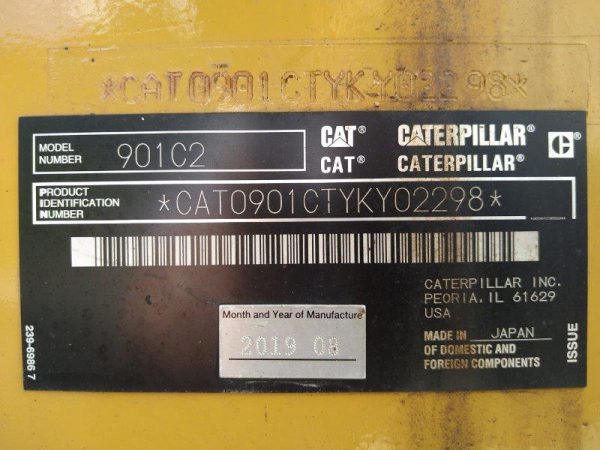 *CAT0901CTYKY02298*
MODEL NUMBER 901C2
CAT® CATERPILLAR®
CAT® CATERPILLAR®
PRODUCT IDENTIFICATION NUMBER *CAT0901CTYKY02298*
CATERPILLAR INC.
PEORIA, IL 61629
USA
Month and Year of Manufacture
2019 08
MADE IN JAPAN
OF DOMESTIC AND
FOREIGN COMPONENTS
ISSUE
239-6986 7